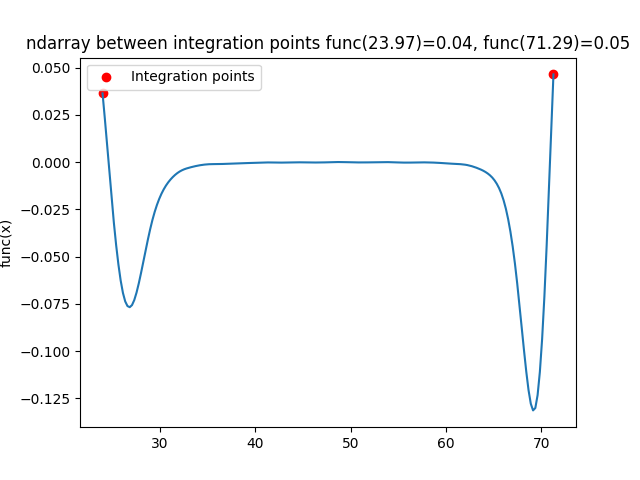 ndarray between integration points func(23.97)=0.04, func(71.29)=0.05
Integration points
func(x)
0.050
0.025
0.000
−0.025
−0.050
−0.075
−0.100
−0.125
30 40 50 60 70